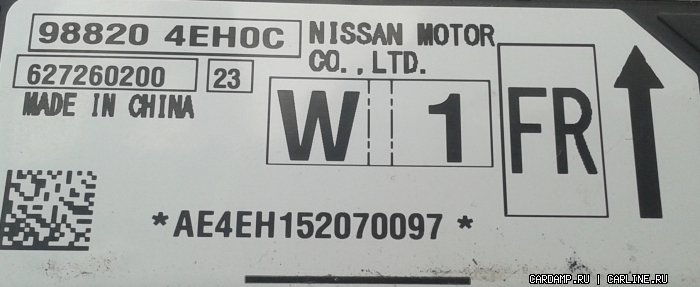 98820 4EH0C
NISSAN MOTOR
CO.,LTD.
627260200 23
MADE IN CHINA
W 1
FR
*AE4EH152070097 *
CARDAMP.RU | CARLINE.RU